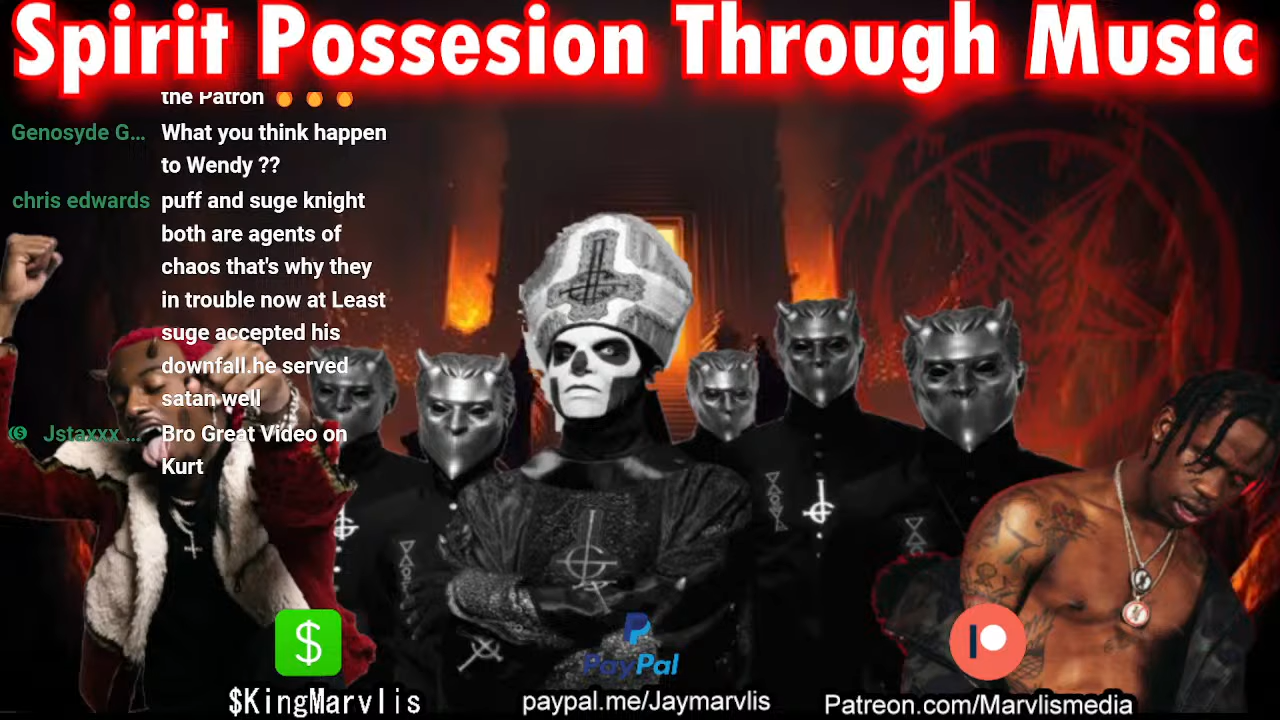 Spirit Possesion Through Music
the Patron
Genosyde G... What you think happen
to Wendy ??
chris edwards puff and suge knight
both are agents of
chaos that's why they
in trouble now at Least
suge accepted his
downfall.he served
satan well
Jstaxxx ... Bro Great Video on
Kurt
$
PayPal
$KingMarvlis paypal.me/Jaymarvlis Patreon.com/Marvlismedia